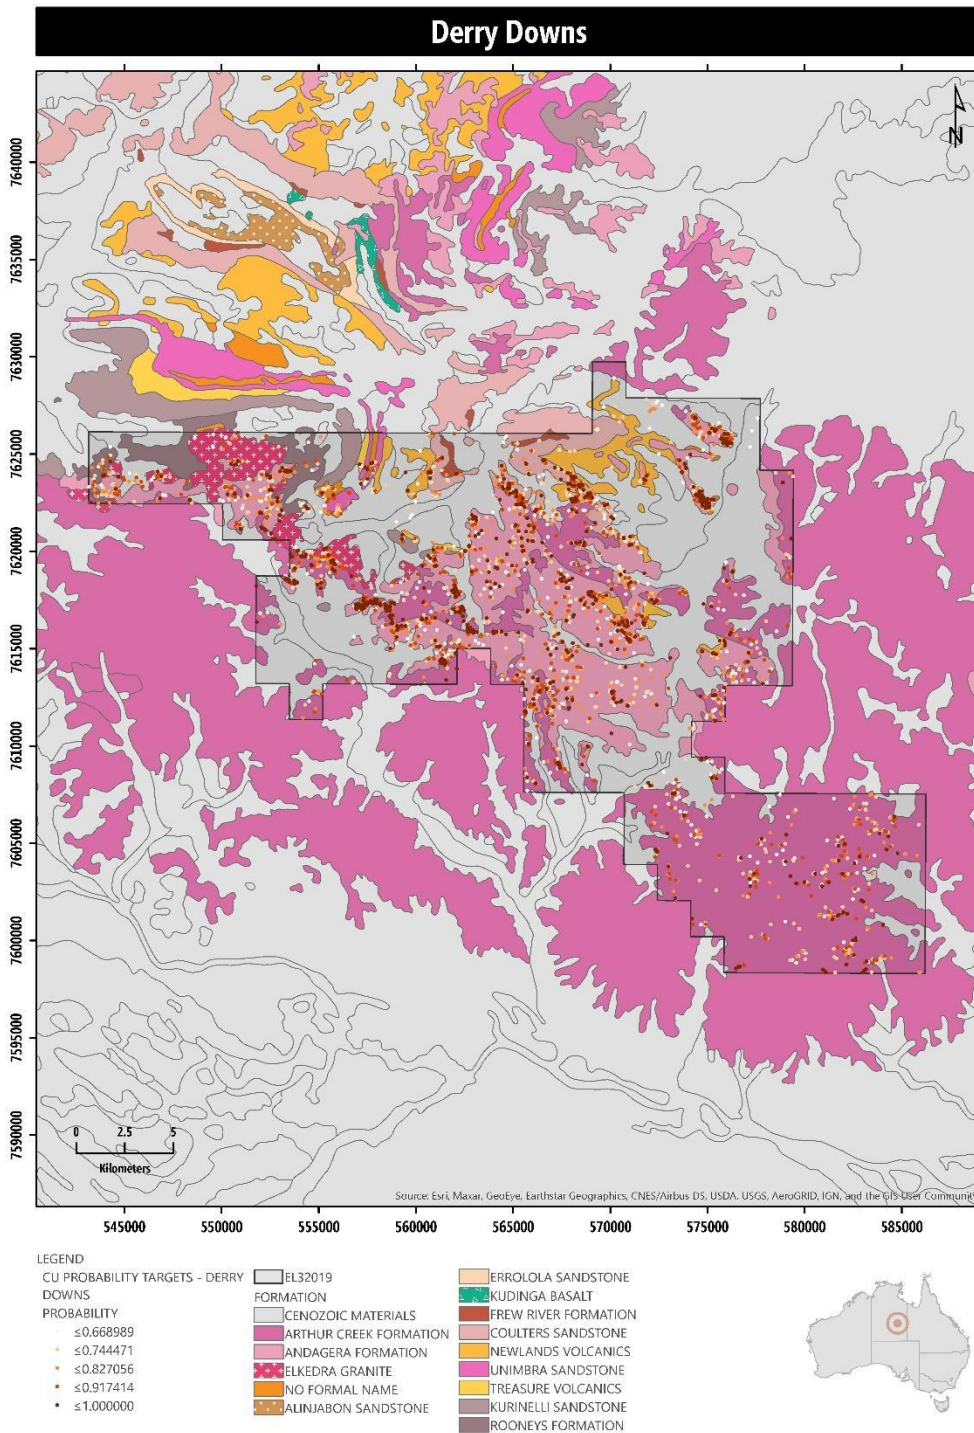 Derry Downs
N
7640000
7635000
7630000
7625000
7620000
7615000
7610000
7605000
7600000
7595000
7590000
0 2.5 5
Kilometers
Source: Esri, Maxar, GeoEye, Earthstar Geographics, CNES/Airbus DS, USDA, USGS, AeroGRID, IGN, and the GIS User Community
545000 550000 555000 560000 565000 570000 575000 580000 585000
LEGEND
CU PROBABILITY TARGETS - DERRY
DOWNS
PROBABILITY
≤0.668989
≤0.744471
≤0.827056
≤0.917414
≤1.000000
EL32019
FORMATION
CENOZOIC MATERIALS
ARTHUR CREEK FORMATION
ANDAGERA FORMATION
ELKEDRA GRANITE
NO FORMAL NAME
ALINJABON SANDSTONE
ERROLOLA SANDSTONE
KUDINGA BASALT
FREW RIVER FORMATION
COULTERS SANDSTONE
NEWLANDS VOLCANICS
UNIMBRA SANDSTONE
TREASURE VOLCANICS
KURINELLI SANDSTONE
ROONEYS FORMATION